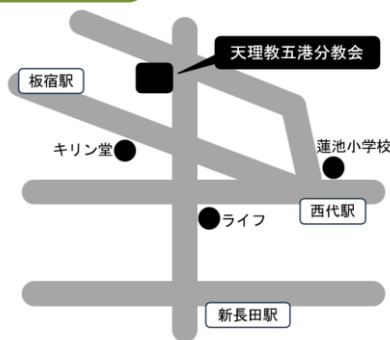 天理教五港分教会
板宿駅
キリン堂
蓮池小学校
西代駅
ライフ
新長田駅